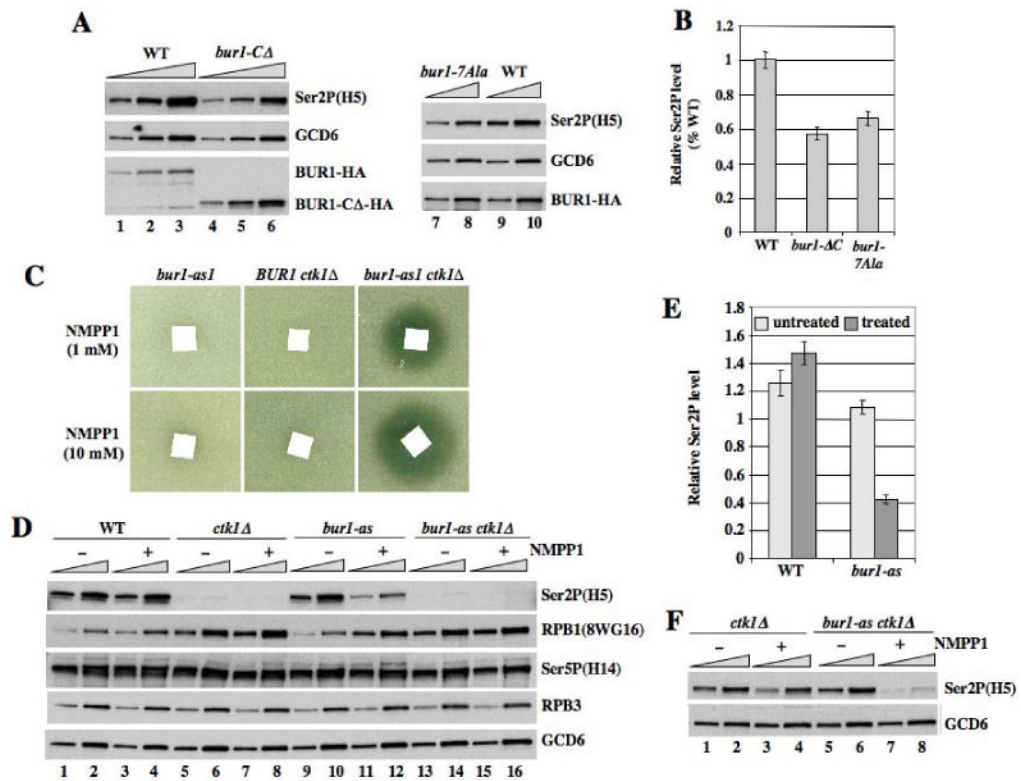 A
WT bur1-CΔ
Ser2P(H5)
GCD6
BUR1-HA
BUR1-CΔ-HA
1 2 3 4 5 6
bur1-7Ala WT
Ser2P(H5)
GCD6
BUR1-HA
7 8 9 10
B
Relative Ser2P level
(% WT)
1.2
1
0.8
0.6
0.4
0.2
0
WT bur1-ΔC bur1-
7Ala
C
bur1-as1 BUR1 ctk1Δ bur1-as1 ctk1Δ
NMPP1
(1 mM)
NMPP1
(10 mM)
D
WT ctk1Δ bur1-as bur1-as ctk1Δ
– + – + – + – + NMPP1
Ser2P(H5)
RPB1(8WG16)
Ser5P(H14)
RPB3
GCD6
1 2 3 4 5 6 7 8 9 10 11 12 13 14 15 16
E
Relative Ser2P level
1.8
1.6
1.4
1.2
1
0.8
0.6
0.4
0.2
0
untreated treated
WT bur1-as
F
ctk1Δ bur1-as ctk1Δ
– + – + NMPP1
Ser2P(H5)
GCD6
1 2 3 4 5 6 7 8